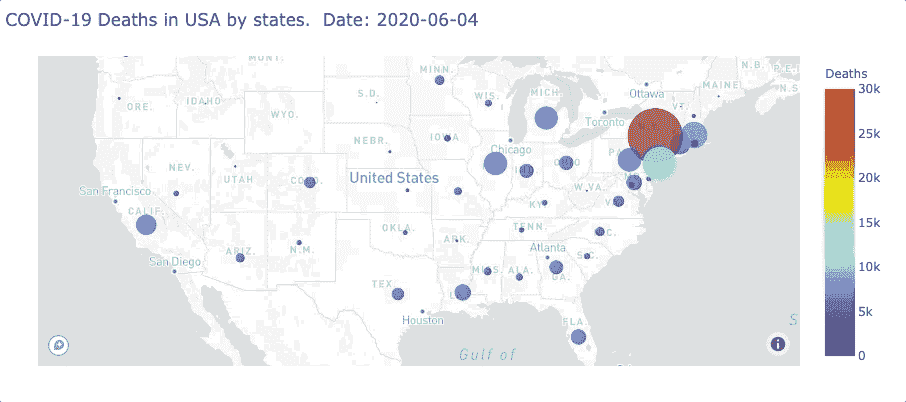 COVID-19 Deaths in USA by states. Date: 2020-06-04
MONT.
MINN.
N.B.
P.E.I.
ORE.
IDAHO
S.D.
WIS.
MICH.
Ottawa
VT.
MAINE
N.S
WYO.
Toronto
NEBR.
IOWA
Chicago
NEV.
UTAH
United States
OHIO
San Francisco
COLO.
W.VA.
CALIF.
KY.
V
OKLA.
TENN.
N.C.
ARIZ.
N.M.
ARK.
Atlanta
S.C.
San Diego
MISS.
ALA.
GA.
TEX.
Houston
FLA.
Gulf of
S
Deaths
30k
25k
20k
15k
10k
5k
0